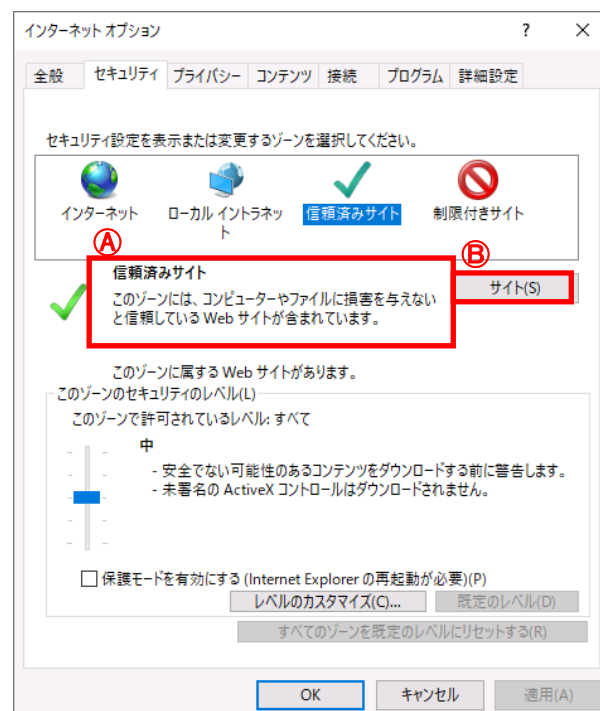 インターネット オプション ? ×
全般 セキュリティ プライバシー コンテンツ 接続 プログラム 詳細設定
セキュリティ設定を表示または変更するゾーンを選択してください。
インターネット ローカル イントラネッ 信頼済みサイト 制限付きサイト
ト
Ⓐ Ⓑ
信頼済みサイト
サイト(S)
このゾーンには、コンピューターやファイルに損害を与えない
と信頼している Web サイトが含まれています。
このゾーンに属する Web サイトがあります。
このゾーンのセキュリティのレベル(L)
このゾーンで許可されているレベル: すべて
中
- 安全でない可能性のあるコンテンツをダウンロードする前に警告します。
- 未署名の ActiveX コントロールはダウンロードされません。
保護モードを有効にする (Internet Explorer の再起動が必要)(P)
レベルのカスタマイズ(C)... 既定のレベル(D)
すべてのゾーンを既定のレベルにリセットする(R)
OK キャンセル 適用(A)